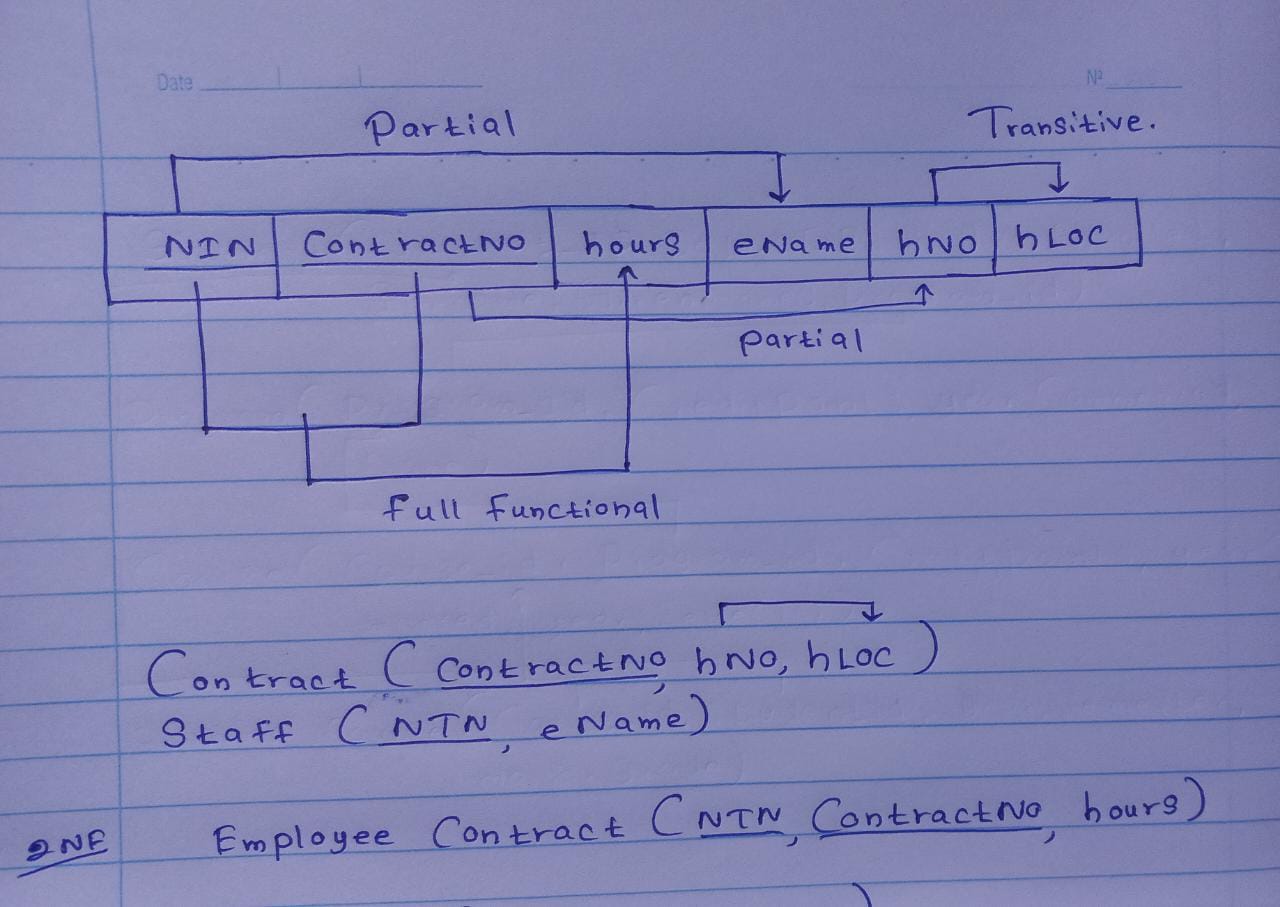 Date Nº
Partial Transitive.
NIN ContractNo hours eName hNo hLoc
Partial
Full Functional
Contract (ContractNo, hNo, hLoc)
Staff (NIN, eName)
2NF Employee Contract (NIN, ContractNo, hours)